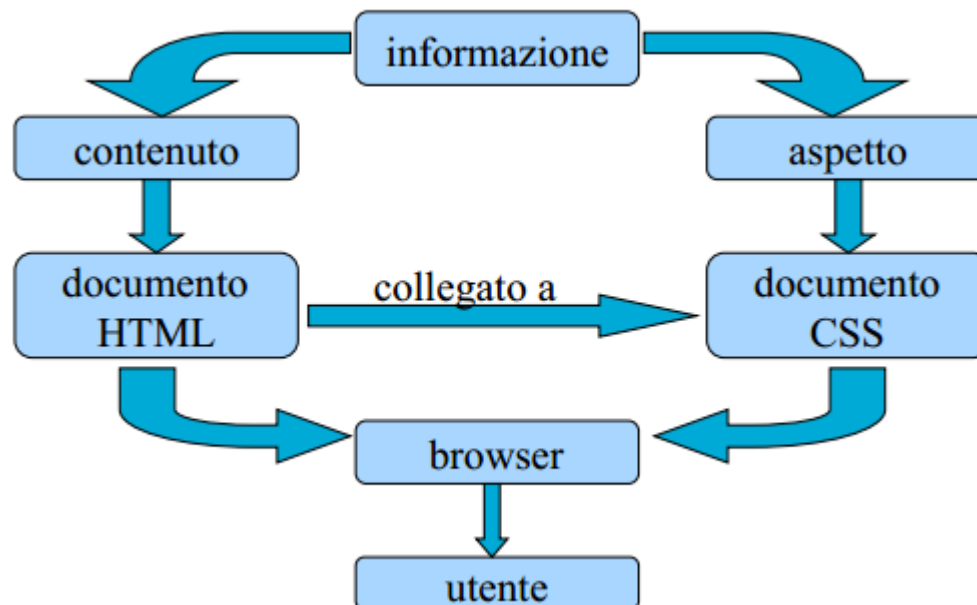 informazione
contenuto
aspetto
documento
HTML
collegato a
documento
CSS
browser
utente